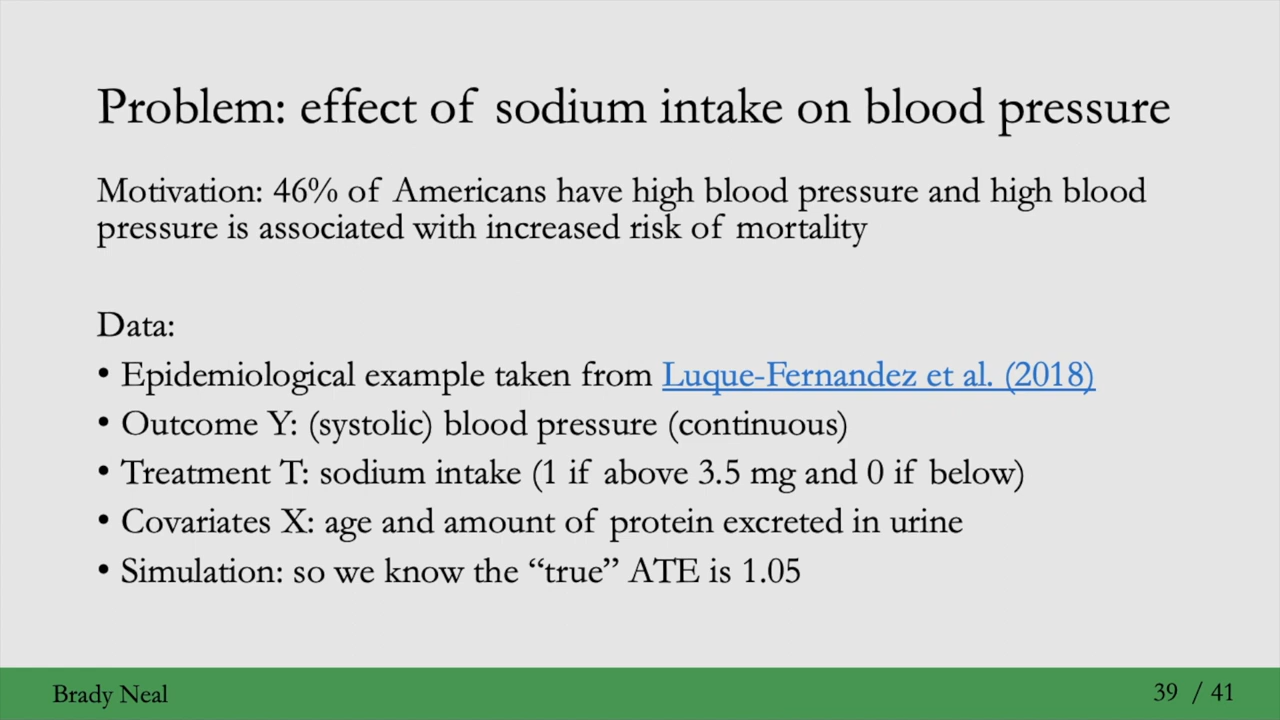 Problem: effect of sodium intake on blood pressure
Motivation: 46% of Americans have high blood pressure and high blood
pressure is associated with increased risk of mortality
Data:
• Epidemiological example taken from Luque-Fernandez et al. (2018)
• Outcome Y: (systolic) blood pressure (continuous)
• Treatment T: sodium intake (1 if above 3.5 mg and 0 if below)
• Covariates X: age and amount of protein excreted in urine
• Simulation: so we know the “true” ATE is 1.05
Brady Neal
39 / 41